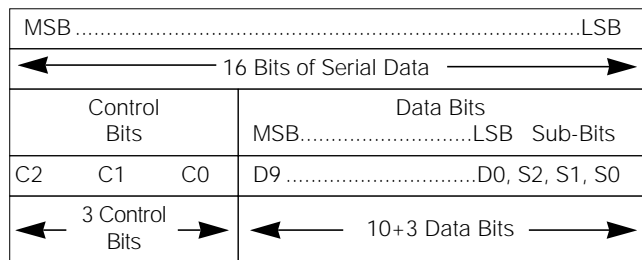 MSB......................................................................................LSB
16 Bits of Serial Data
Control
Bits
Data Bits
MSB.............................LSB Sub-Bits
C2 C1 C0
D9 .................................D0, S2, S1, S0
3 Control
Bits
10+3 Data Bits